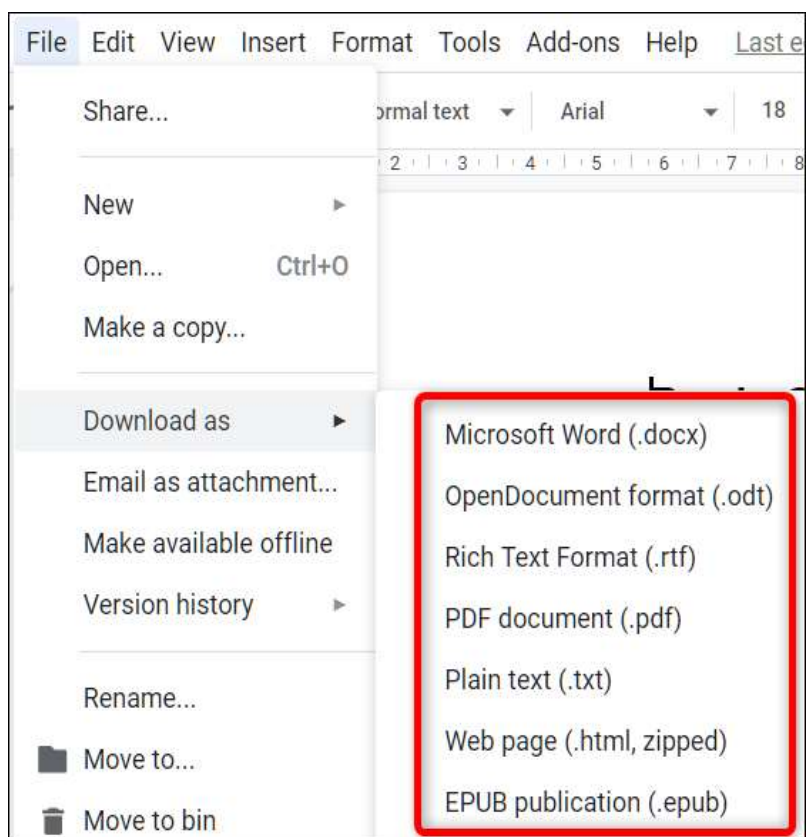 File Edit View Insert Format Tools Add-ons Help Last e
ormal text Arial 18
2 3 4 5 6 7 8
Share...
New
Open... Ctrl+O
Make a copy...
Download as
Email as attachment...
Make available offline
Version history
Rename...
Move to...
Move to bin
Microsoft Word (.docx)
OpenDocument format (.odt)
Rich Text Format (.rtf)
PDF document (.pdf)
Plain text (.txt)
Web page (.html, zipped)
EPUB publication (.epub)